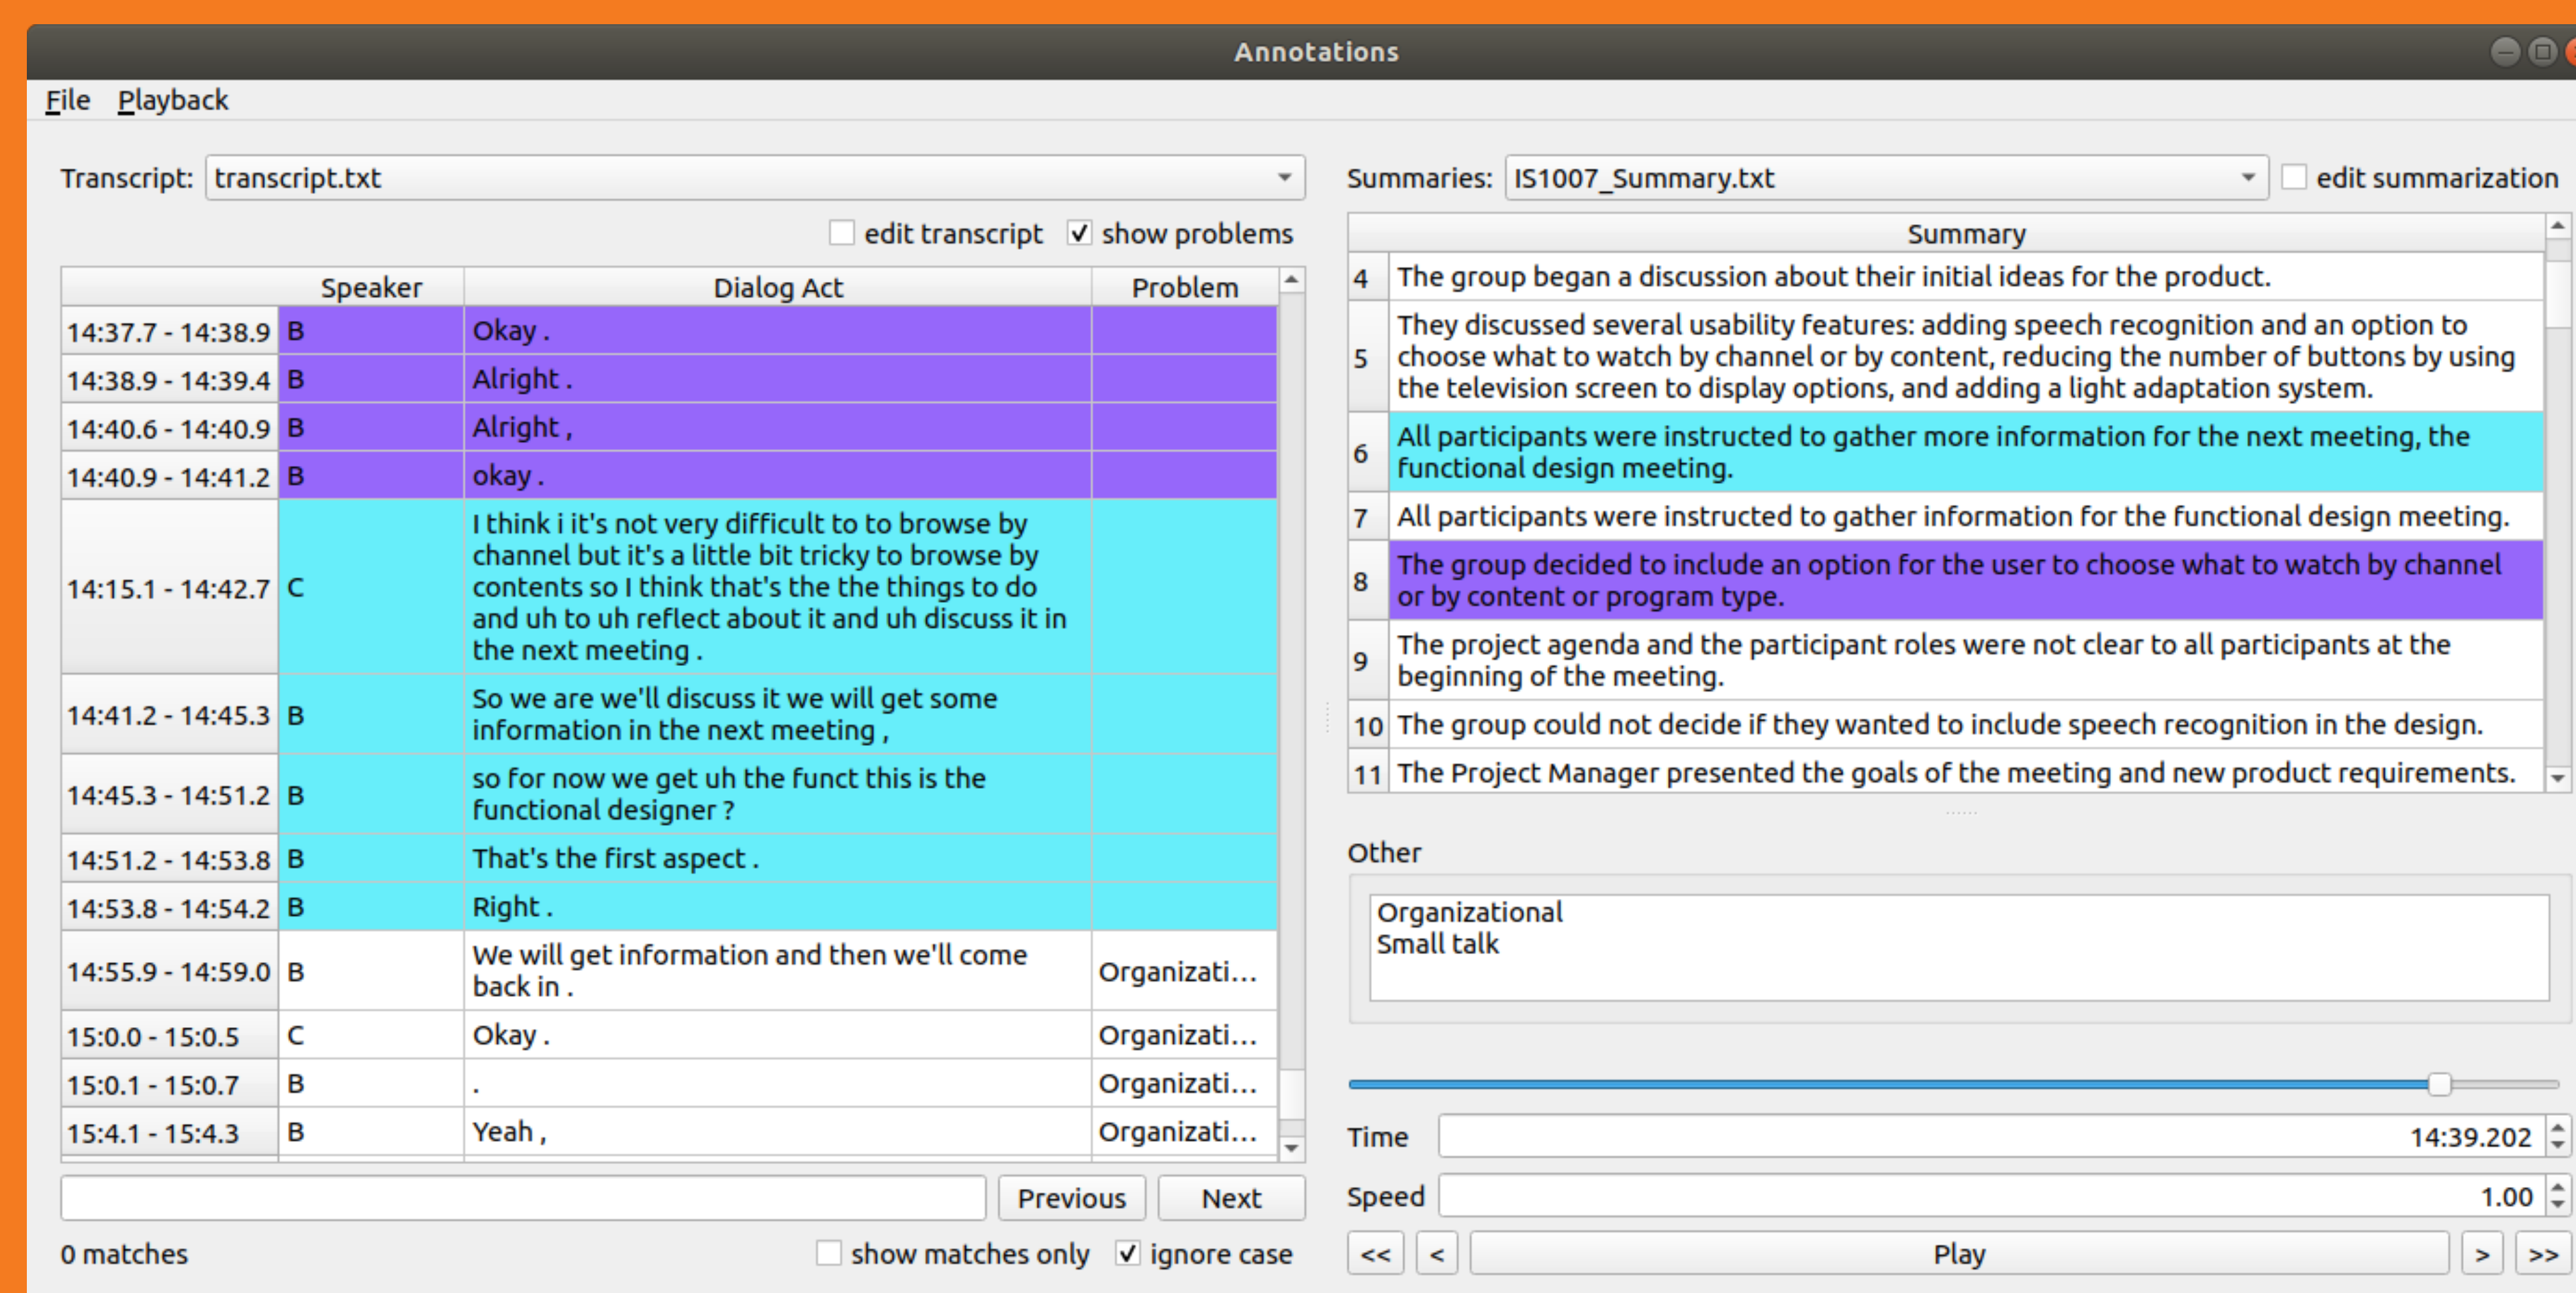 Annotations
File Playback
Transcript: transcript.txt
edit transcript show problems
Speaker Dialog Act Problem
14:37.7 - 14:38.9 B Okay .
14:38.9 - 14:39.4 B Alright .
14:40.6 - 14:40.9 B Alright ,
14:40.9 - 14:41.2 B okay .
14:15.1 - 14:42.7 C I think i it's not very difficult to to browse by
channel but it's a little bit tricky to browse by
contents so I think that's the the things to do
and uh to uh reflect about it and uh discuss it in
the next meeting .
14:41.2 - 14:45.3 B So we are we'll discuss it we will get some
information in the next meeting ,
14:45.3 - 14:51.2 B so for now we get uh the funct this is the
functional designer ?
14:51.2 - 14:53.8 B That's the first aspect .
14:53.8 - 14:54.2 B Right .
14:55.9 - 14:59.0 B We will get information and then we'll come
back in . Organizati...
15:0.0 - 15:0.5 C Okay . Organizati...
15:0.1 - 15:0.7 B . Organizati...
15:4.1 - 15:4.3 B Yeah , Organizati...
Previous Next
0 matches show matches only ignore case
Summaries: IS1007_Summary.txt edit summarization
Summary
4 The group began a discussion about their initial ideas for the product.
5 They discussed several usability features: adding speech recognition and an option to
choose what to watch by channel or by content, reducing the number of buttons by using
the television screen to display options, and adding a light adaptation system.
6 All participants were instructed to gather more information for the next meeting, the
functional design meeting.
7 All participants were instructed to gather information for the functional design meeting.
8 The group decided to include an option for the user to choose what to watch by channel
or by content or program type.
9 The project agenda and the participant roles were not clear to all participants at the
beginning of the meeting.
10 The group could not decide if they wanted to include speech recognition in the design.
11 The Project Manager presented the goals of the meeting and new product requirements.
Other
Organizational
Small talk
Time 14:39.202
Speed 1.00
<< < Play > >>